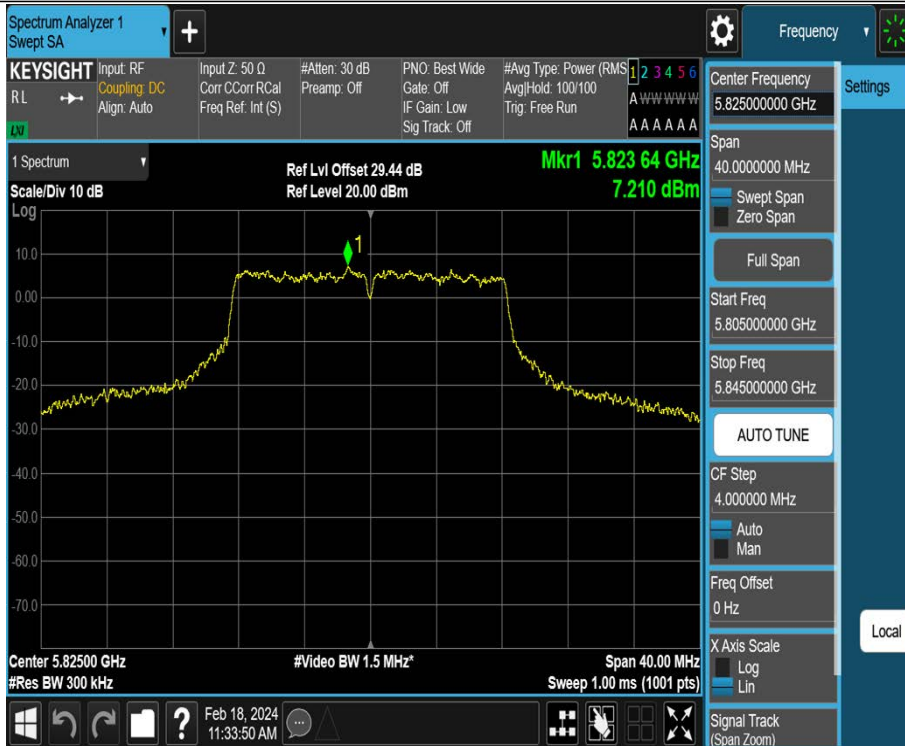 Spectrum Analyzer 1
Swept SA
+
Frequency
KEYSIGHT
RL
LXI
Input: RF
Coupling: DC
Align: Auto
Input Z: 50 Ω
Corr CCorr RCal
Freq Ref: Int (S)
#Atten: 30 dB
Preamp: Off
PNO: Best Wide
Gate: Off
IF Gain: Low
Sig Track: Off
#Avg Type: Power (RMS
Avg|Hold: 100/100
Trig: Free Run
1 2 3 4 5 6
A W W W W W
A A A A A A
Center Frequency
5.825000000 GHz
Settings
Span
40.0000000 MHz
Swept Span
Zero Span
Full Span
Start Freq
5.805000000 GHz
Stop Freq
5.845000000 GHz
AUTO TUNE
CF Step
4.000000 MHz
Auto
Man
Freq Offset
0 Hz
X Axis Scale
Log
Lin
Local
Signal Track
(Span Zoom)
1 Spectrum
Scale/Div 10 dB
Log
Ref Lvl Offset 29.44 dB
Ref Level 20.00 dBm
Mkr1 5.823 64 GHz
7.210 dBm
1
10.0
0.00
-10.0
-20.0
-30.0
-40.0
-50.0
-60.0
-70.0
Center 5.82500 GHz
#Res BW 300 kHz
#Video BW 1.5 MHz*
Span 40.00 MHz
Sweep 1.00 ms (1001 pts)
?
Feb 18, 2024
11:33:50 AM